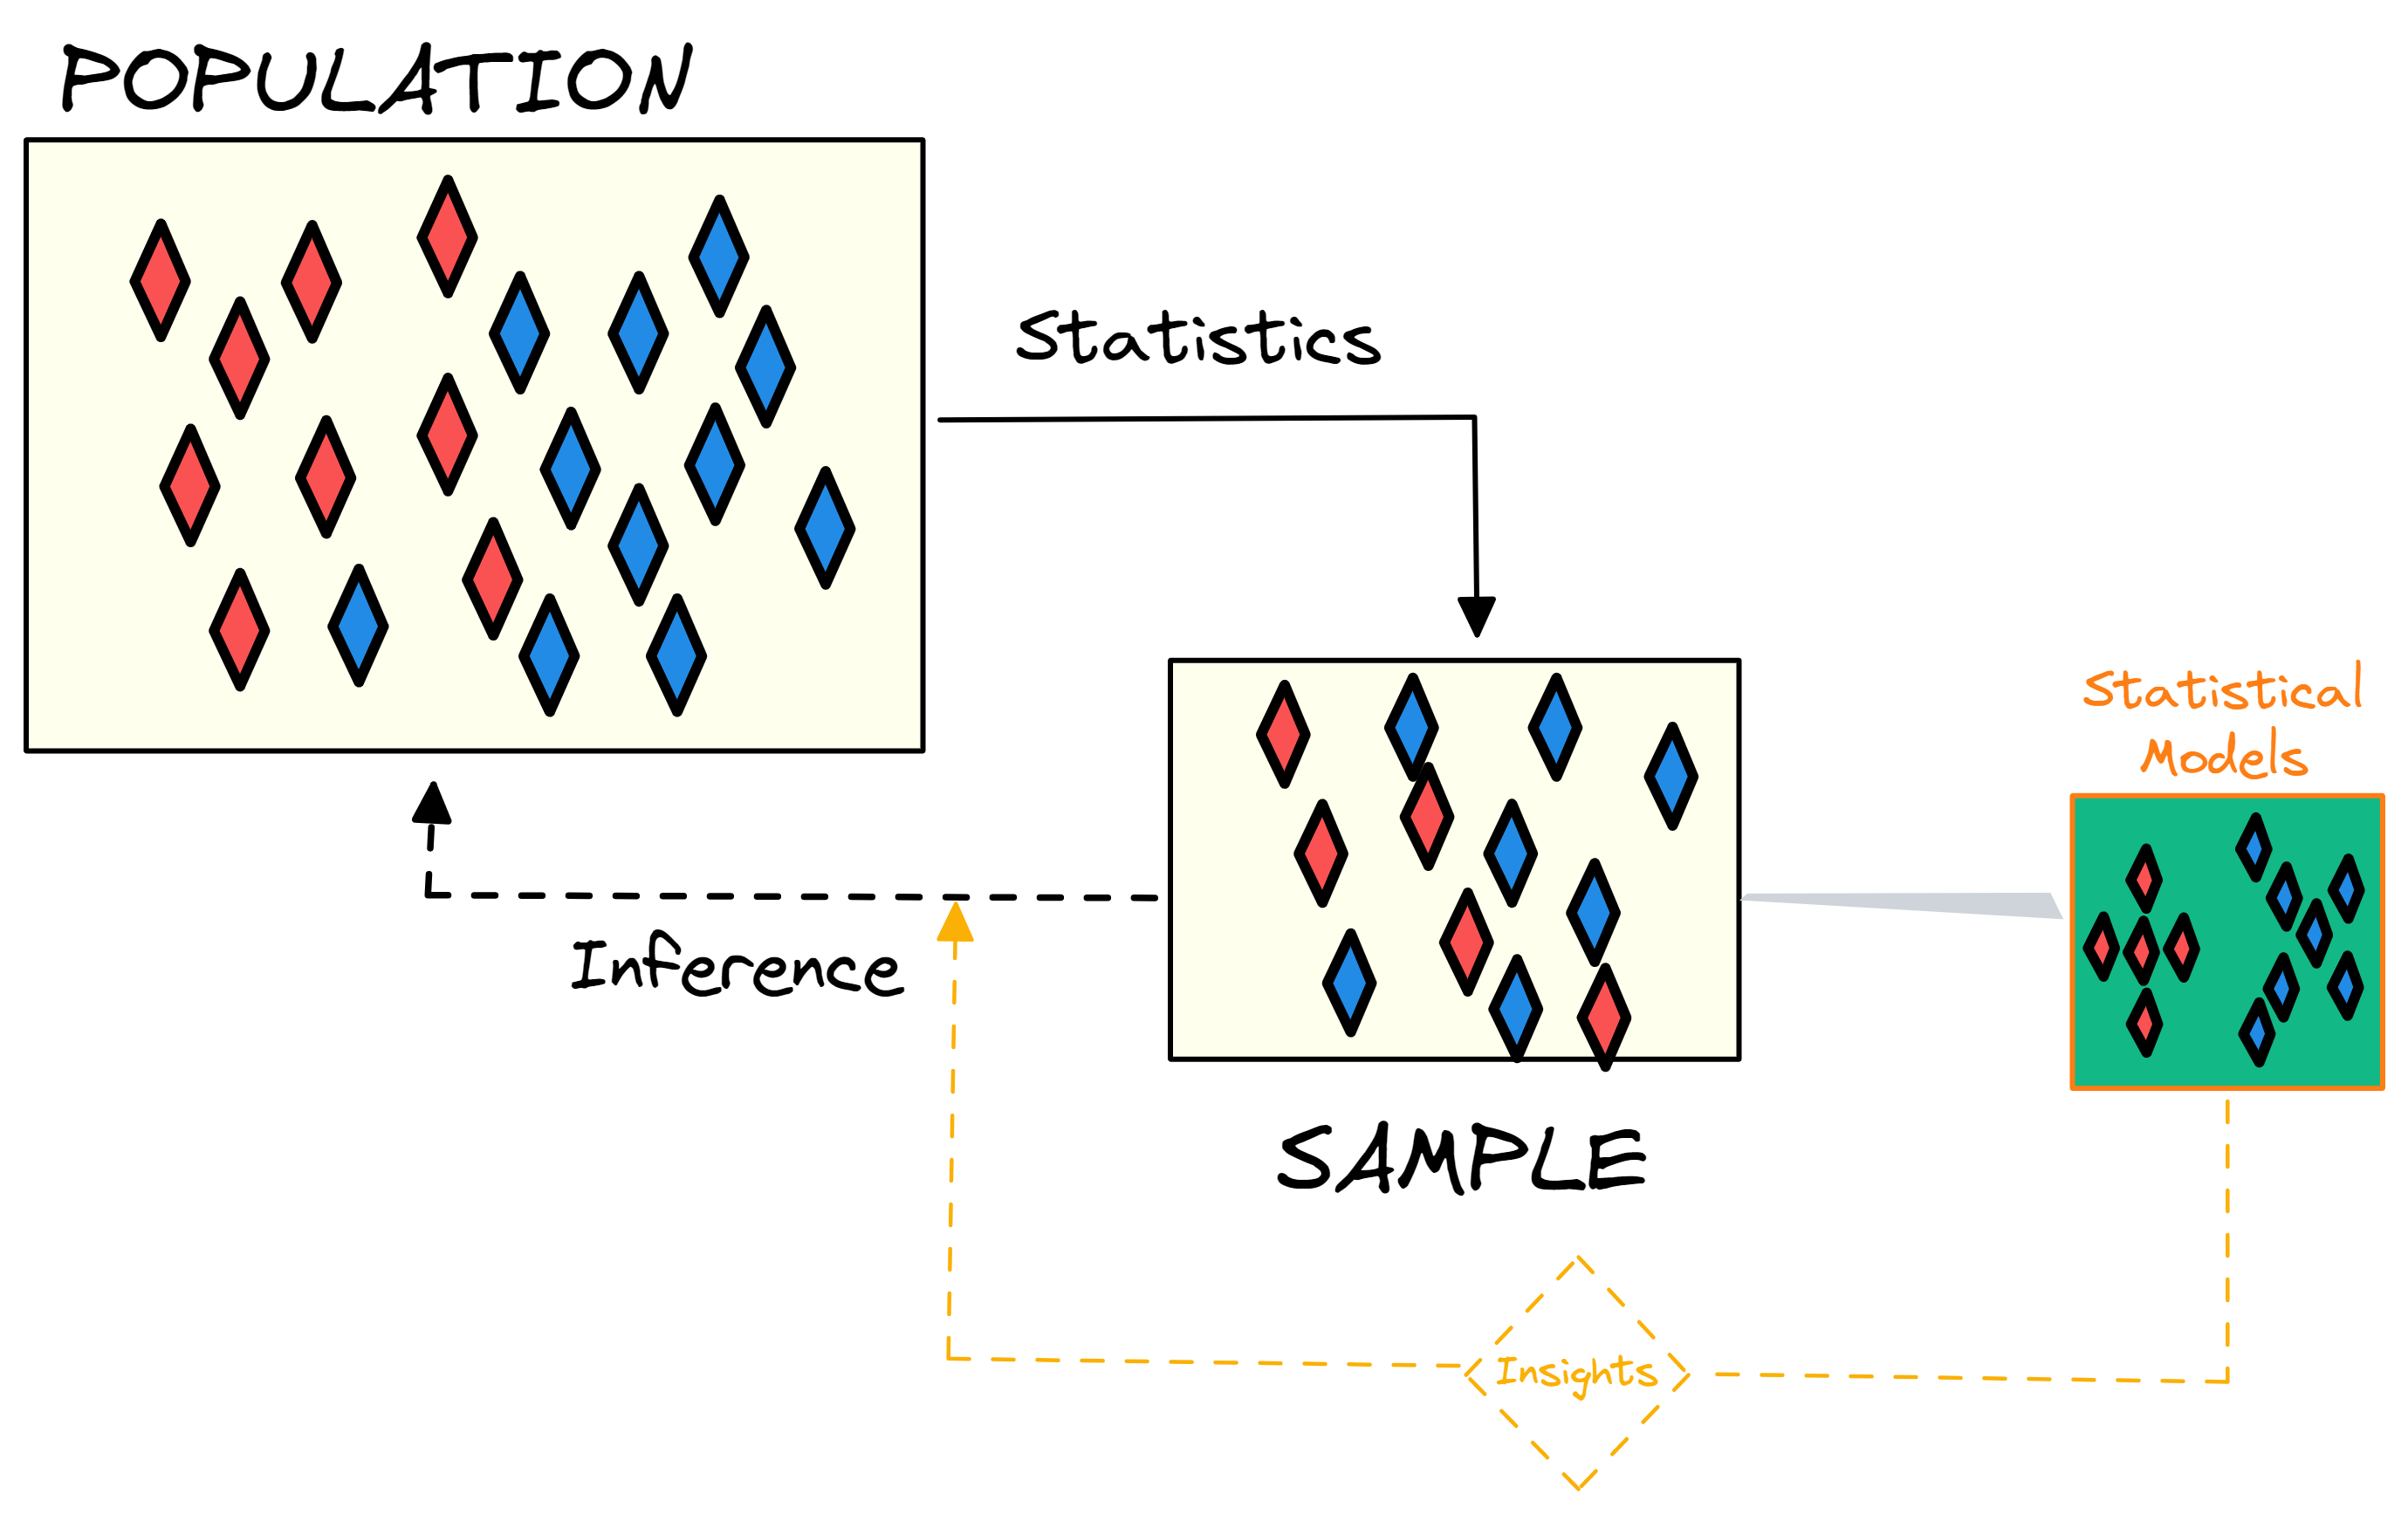 POPULATION
Statistics
Statistical
Models
Inference
SAMPLE
Insights